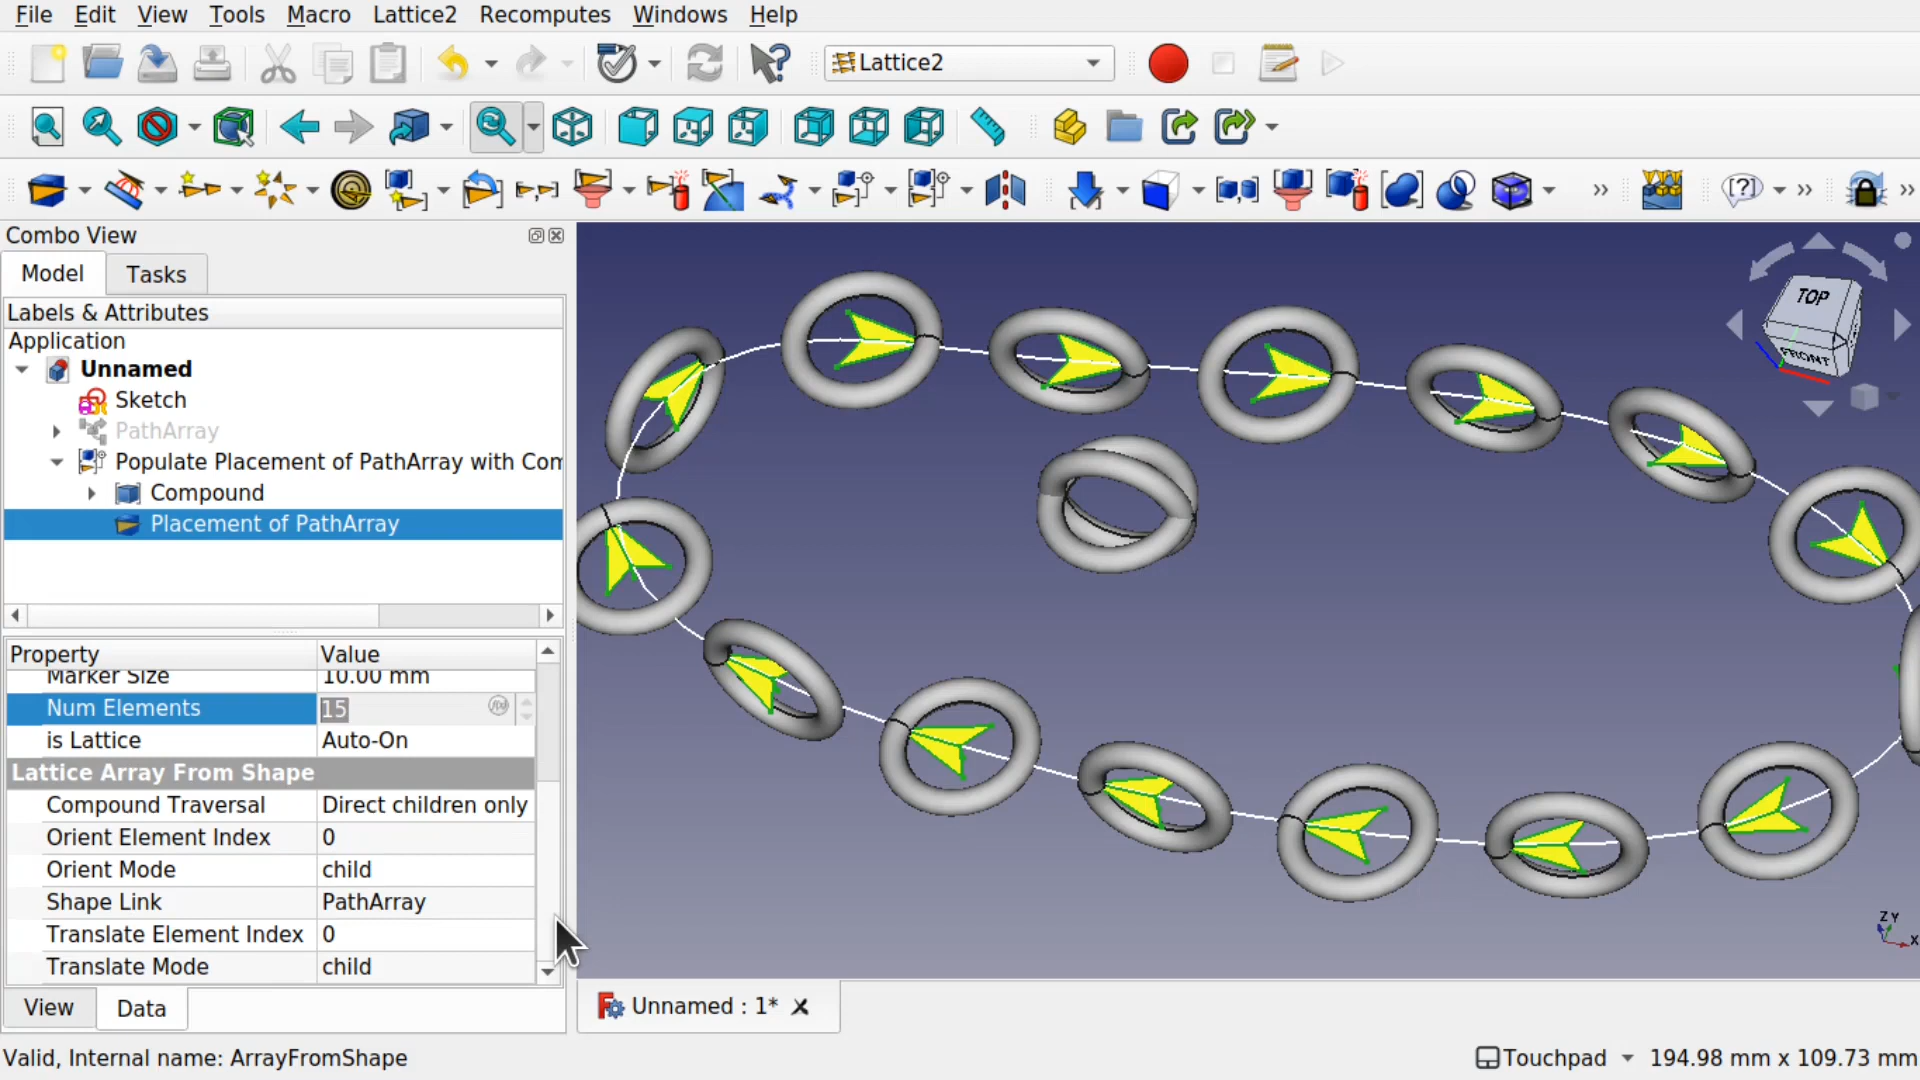 File Edit View Tools Macro Lattice2 Recomputes Windows Help
Lattice2
Combo View
Model Tasks
Labels & Attributes
Application
Unnamed
Sketch
PathArray
Populate Placement of PathArray with Com
Compound
Placement of PathArray
Property Value
Marker Size 10.00 mm
Num Elements 15
is Lattice Auto-On
Lattice Array From Shape
Compound Traversal Direct children only
Orient Element Index 0
Orient Mode child
Shape Link PathArray
Translate Element Index 0
Translate Mode child
View Data
TOP
FRONT
Z Y
X
Unnamed : 1*
Valid, Internal name: ArrayFromShape
Touchpad 194.98 mm x 109.73 mm